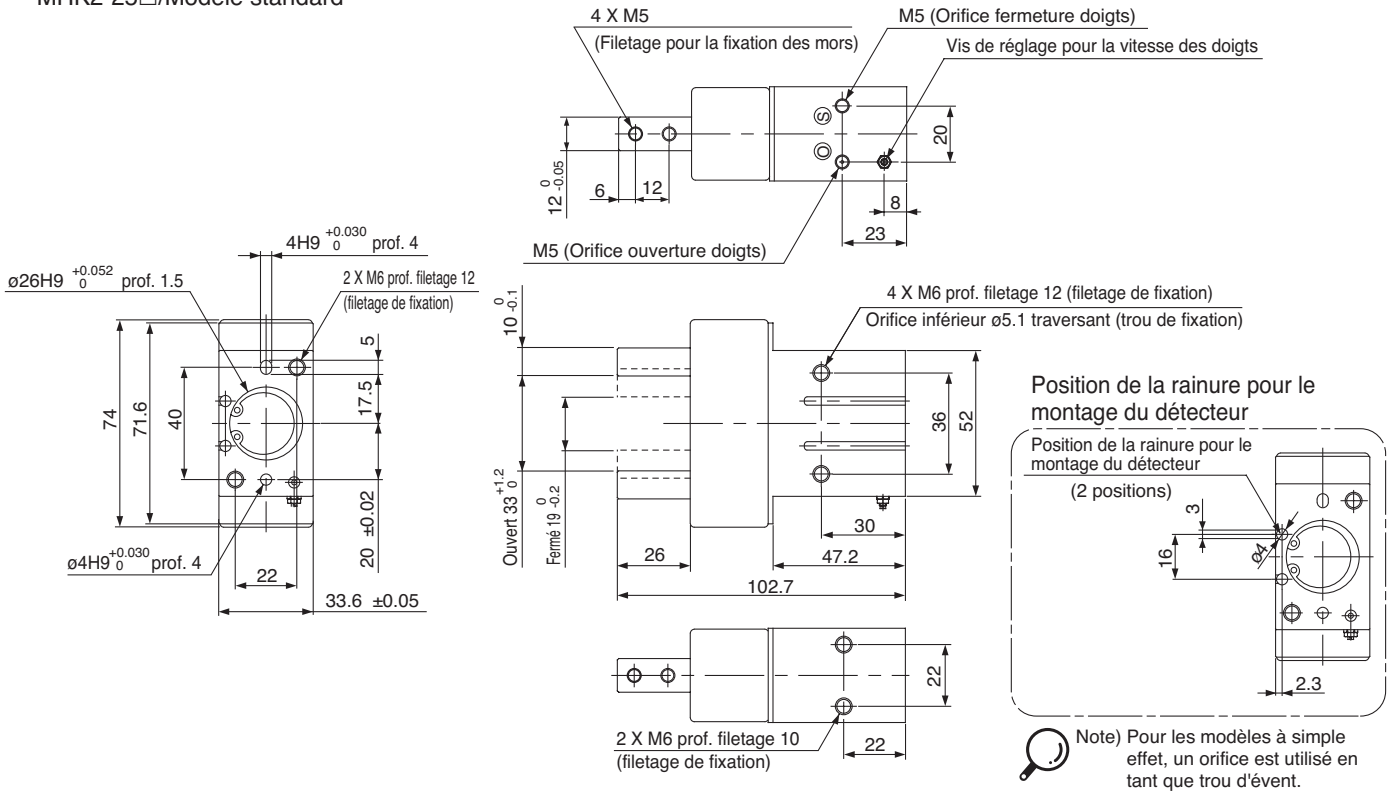 4 X M5
(Filetage pour la fixation des mors)
M5 (Orifice fermeture doigts)
Vis de réglage pour la vitesse des doigts
S
O
20
12 0 -0.05
6
12
8
23
M5 (Orifice ouverture doigts)
4H9 +0.030 0 prof. 4
ø26H9 +0.052 0 prof. 1.5
2 X M6 prof. filetage 12
(filetage de fixation)
5
17.5
74
71.6
40
20 ±0.02
ø4H9 +0.030 0 prof. 4
22
33.6 ±0.05
10 0 -0.1
4 X M6 prof. filetage 12 (filetage de fixation)
Orifice inférieur ø5.1 traversant (trou de fixation)
Ouvert 33 +1.2 0
Fermé 19 0 -0.2
36
52
30
26
47.2
102.7
22
2 X M6 prof. filetage 10
(filetage de fixation)
22
Position de la rainure pour le
montage du détecteur
Position de la rainure pour le
montage du détecteur
(2 positions)
3
16
ø4
2.3
Note) Pour les modèles à simple
effet, un orifice est utilisé en
tant que trou d'évent.